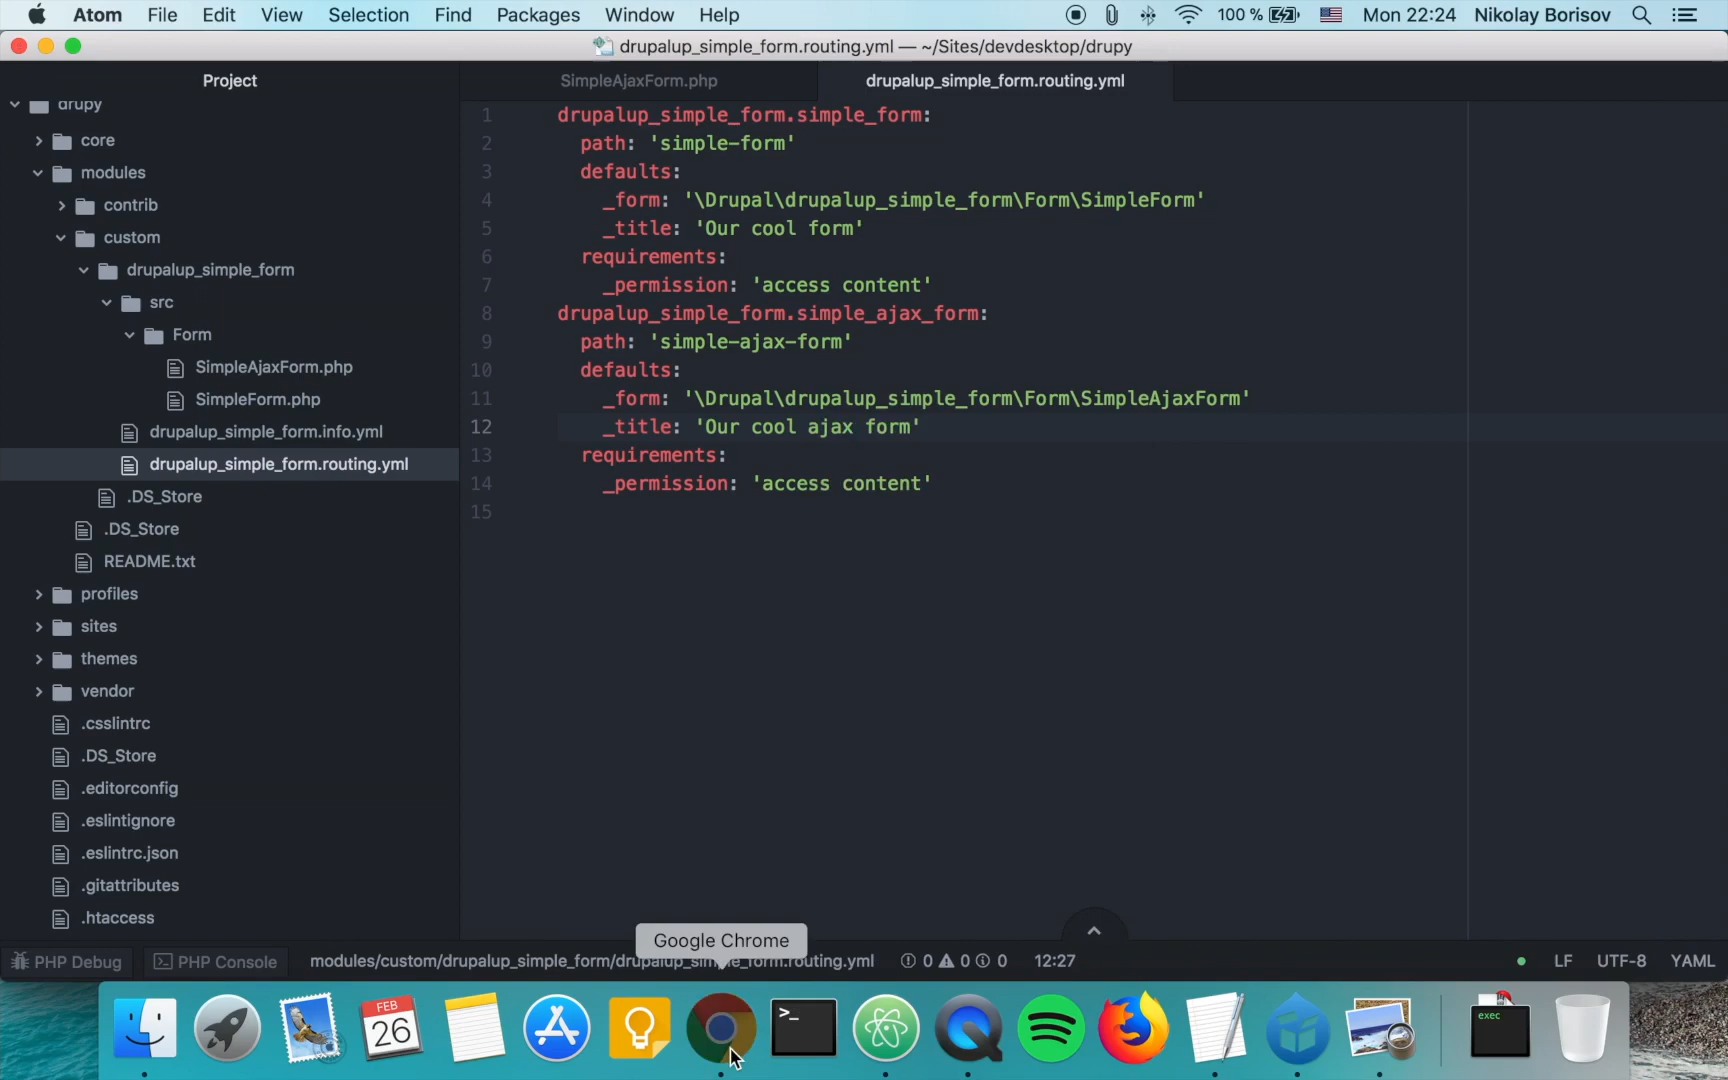 Atom File Edit View Selection Find Packages Window Help 100 % Mon 22:24 Nikolay Borisov
drupalup_simple_form.routing.yml — ~/Sites/devdesktop/drupy
Project
SimpleAjaxForm.php
drupalup_simple_form.routing.yml
drupy
core
modules
contrib
custom
drupalup_simple_form
src
Form
SimpleAjaxForm.php
SimpleForm.php
drupalup_simple_form.info.yml
drupalup_simple_form.routing.yml
.DS_Store
.DS_Store
README.txt
profiles
sites
themes
vendor
.csslintrc
.DS_Store
.editorconfig
.eslintignore
.eslintrc.json
.gitattributes
.htaccess
1 drupalup_simple_form.simple_form:
2 path: 'simple-form'
3 defaults:
4 _form: '\Drupal\drupalup_simple_form\Form\SimpleForm'
5 _title: 'Our cool form'
6 requirements:
7 _permission: 'access content'
8 drupalup_simple_form.simple_ajax_form:
9 path: 'simple-ajax-form'
10 defaults:
11 _form: '\Drupal\drupalup_simple_form\Form\SimpleAjaxForm'
12 _title: 'Our cool ajax form'
13 requirements:
14 _permission: 'access content'
15
Google Chrome
PHP Debug PHP Console modules/custom/drupalup_simple_form/drupalup_simple_form.routing.yml 0 0 0 12:27 LF UTF-8 YAML
FEB
26
>_
exec